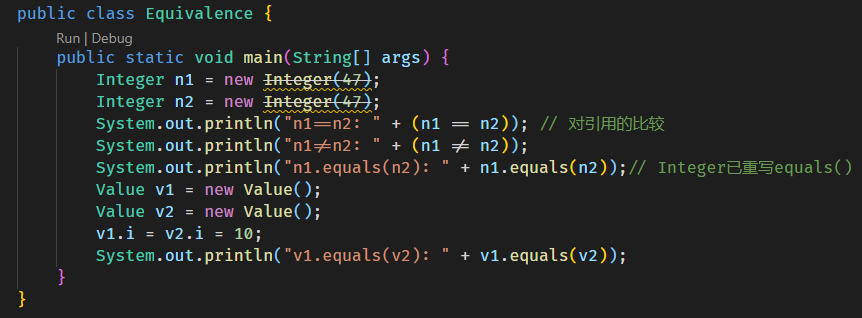 public class Equivalence {
Run | Debug
public static void main(String[] args) {
Integer n1 = new Integer(47);
Integer n2 = new Integer(47);
System.out.println("n1==n2: " + (n1 == n2)); // 对引用的比较
System.out.println("n1!=n2: " + (n1 != n2));
System.out.println("n1.equals(n2): " + n1.equals(n2));// Integer已重写equals()
Value v1 = new Value();
Value v2 = new Value();
v1.i = v2.i = 10;
System.out.println("v1.equals(v2): " + v1.equals(v2));
}
}